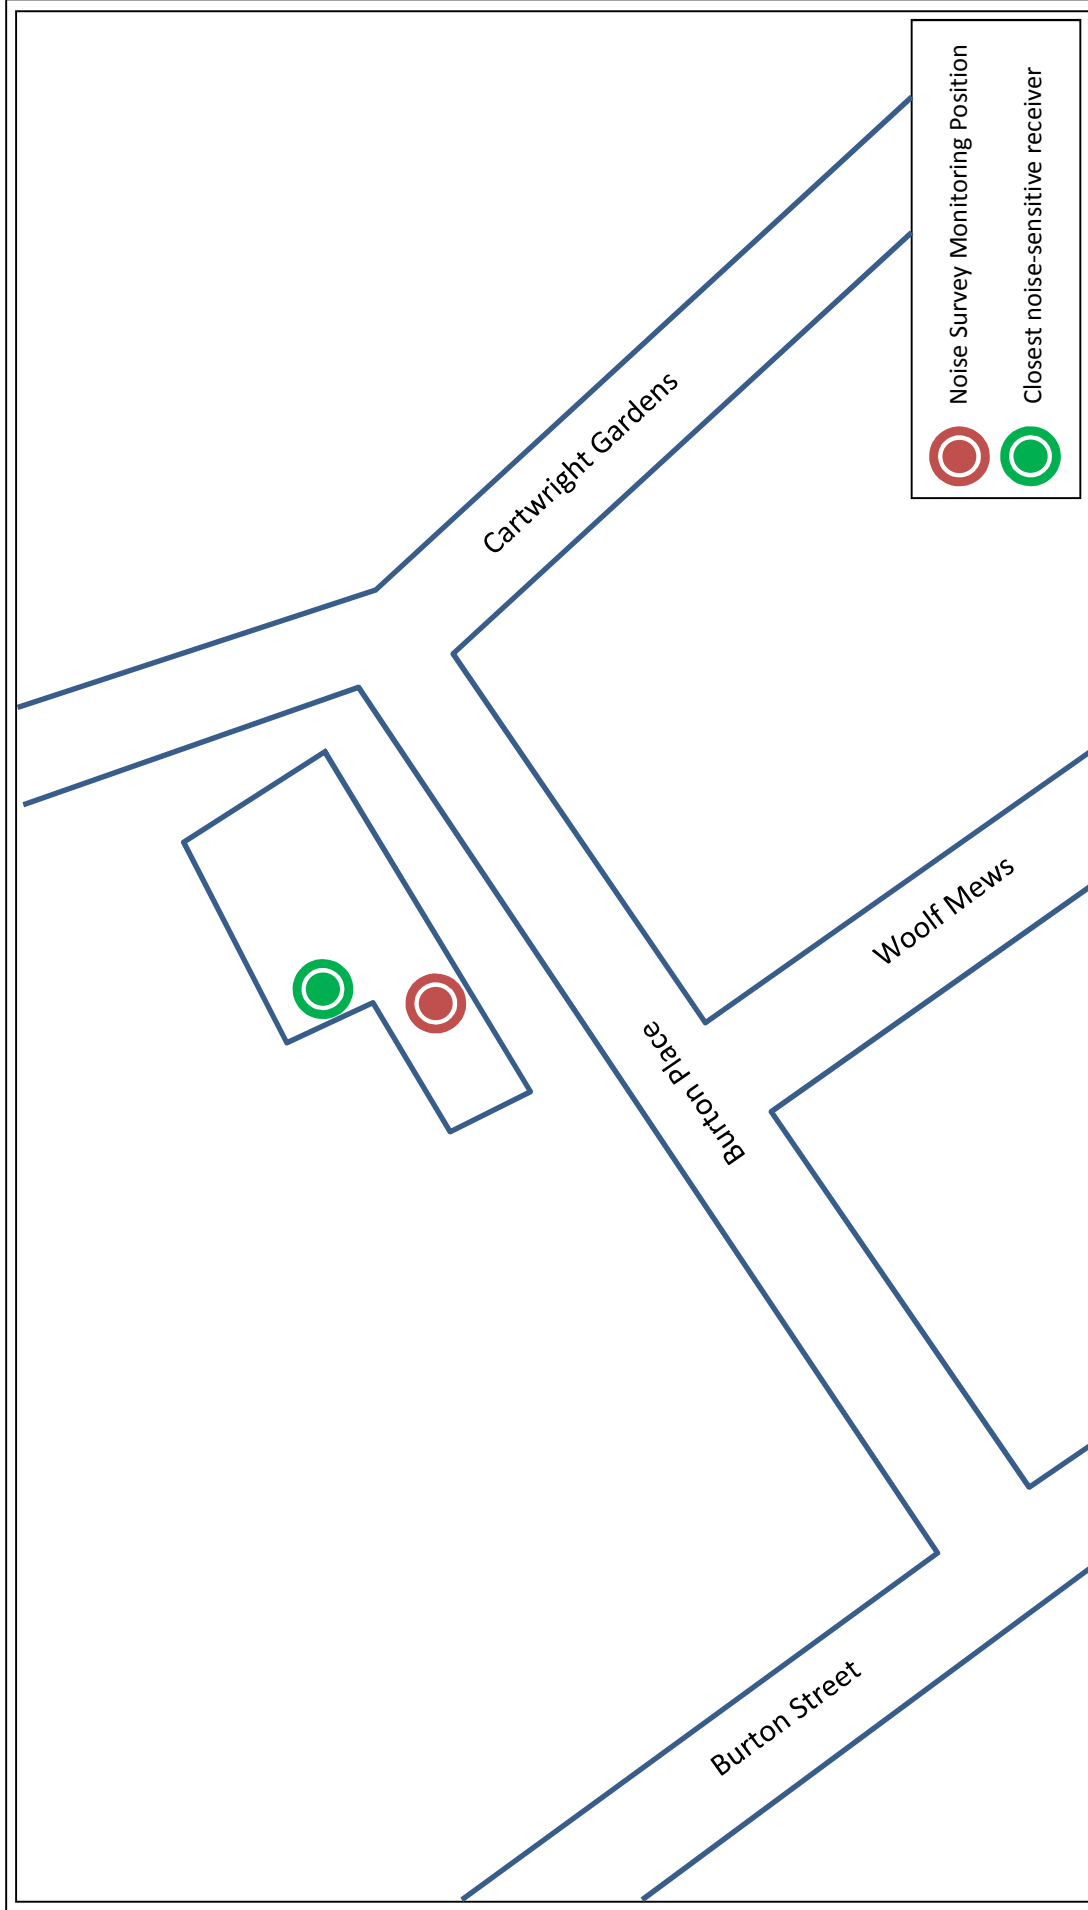 Noise Survey Monitoring Position
Closest noise-sensitive receiver
Cartwright Gardens
Woolf Mews
Burton Place
Burton Street